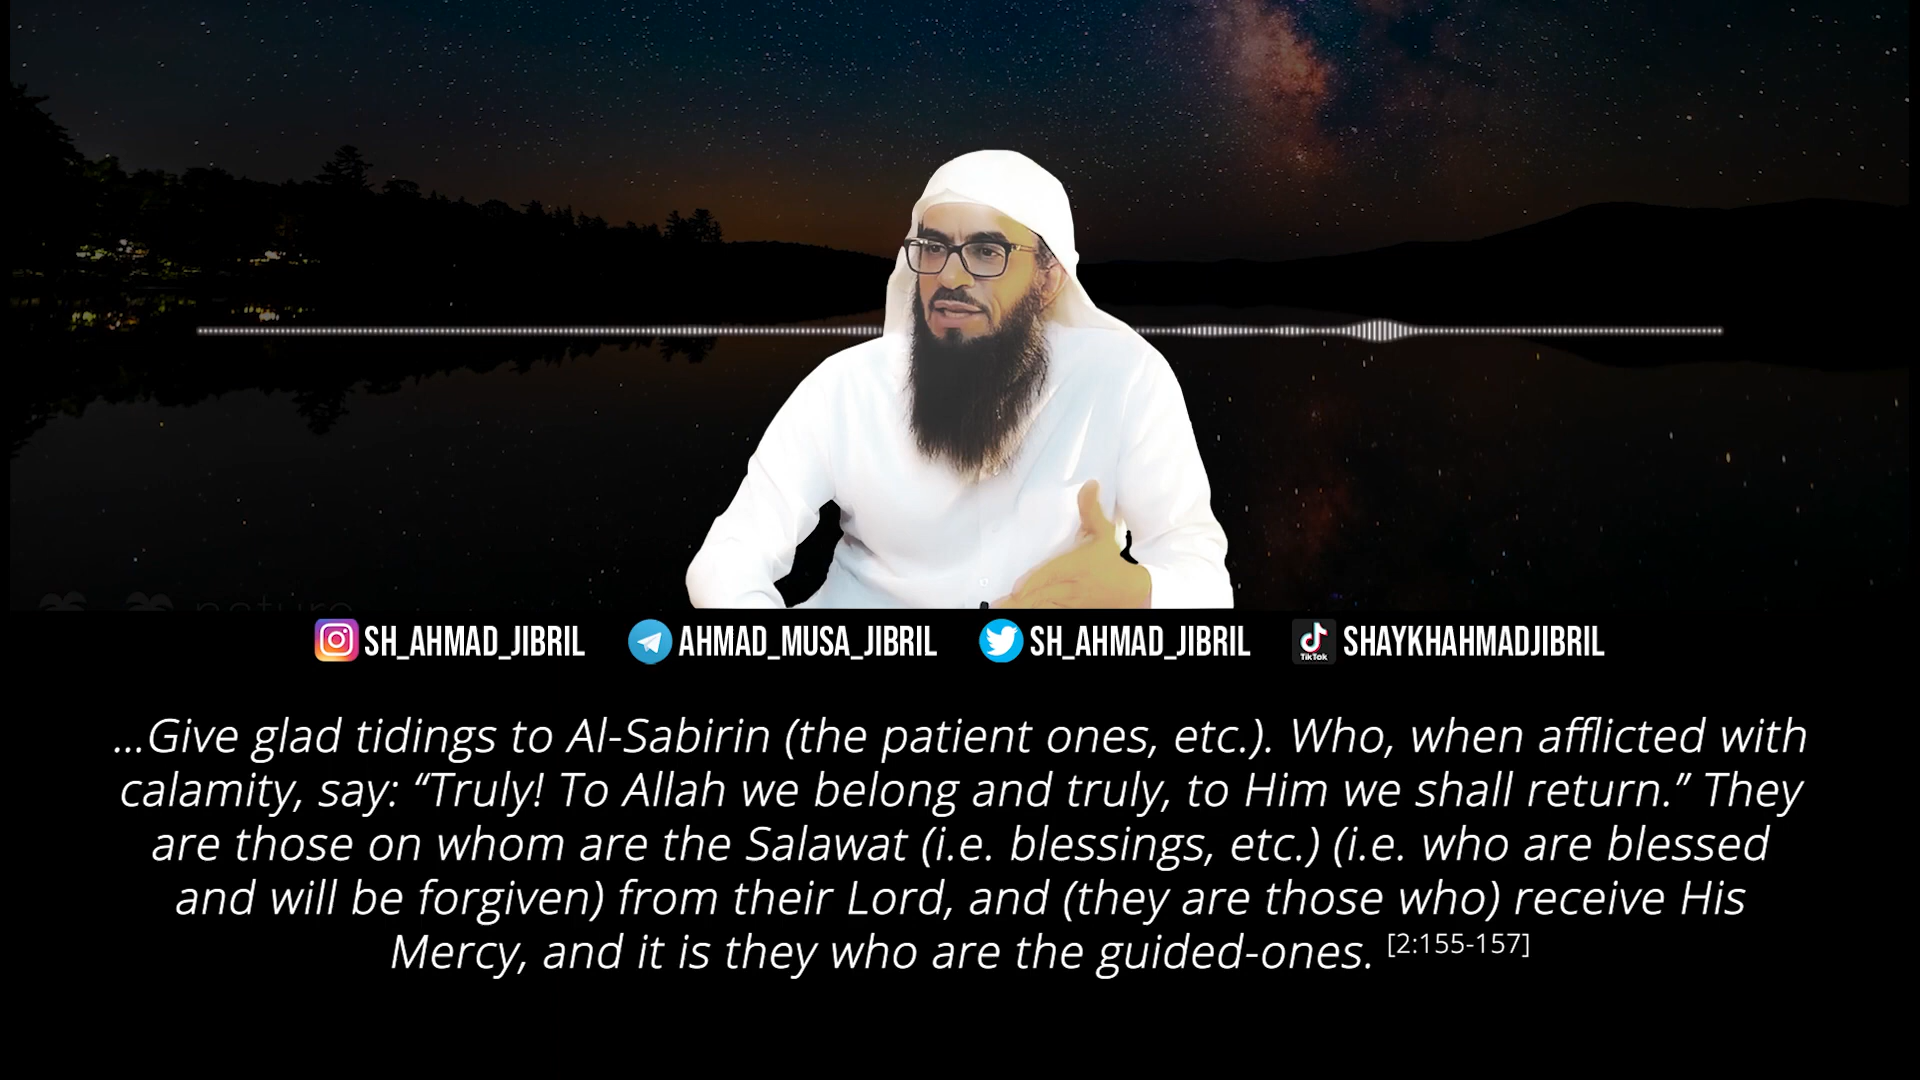 nature
SH_AHMAD_JIBRIL AHMAD_MUSA_JIBRIL SH_AHMAD_JIBRIL TikTok SHAYKHAHMADJIBRIL
...Give glad tidings to Al-Sabirin (the patient ones, etc.). Who, when afflicted with
calamity, say: “Truly! To Allah we belong and truly, to Him we shall return.” They
are those on whom are the Salawat (i.e. blessings, etc.) (i.e. who are blessed
and will be forgiven) from their Lord, and (they are those who) receive His
Mercy, and it is they who are the guided-ones. [2:155-157]